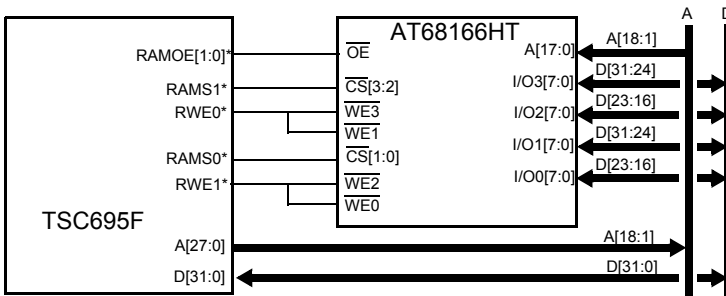 A D
AT68166HT
RAMOE[1:0]* OE A[17:0] A[18:1]
RAMS1* CS[3:2] I/O3[7:0] D[31:24]
RWE0* WE3 I/O2[7:0] D[23:16]
WE1 I/O1[7:0] D[31:24]
RAMS0* CS[1:0]
RWE1* WE2 I/O0[7:0] D[23:16]
WE0
TSC695F
A[27:0] A[18:1]
D[31:0] D[31:0]